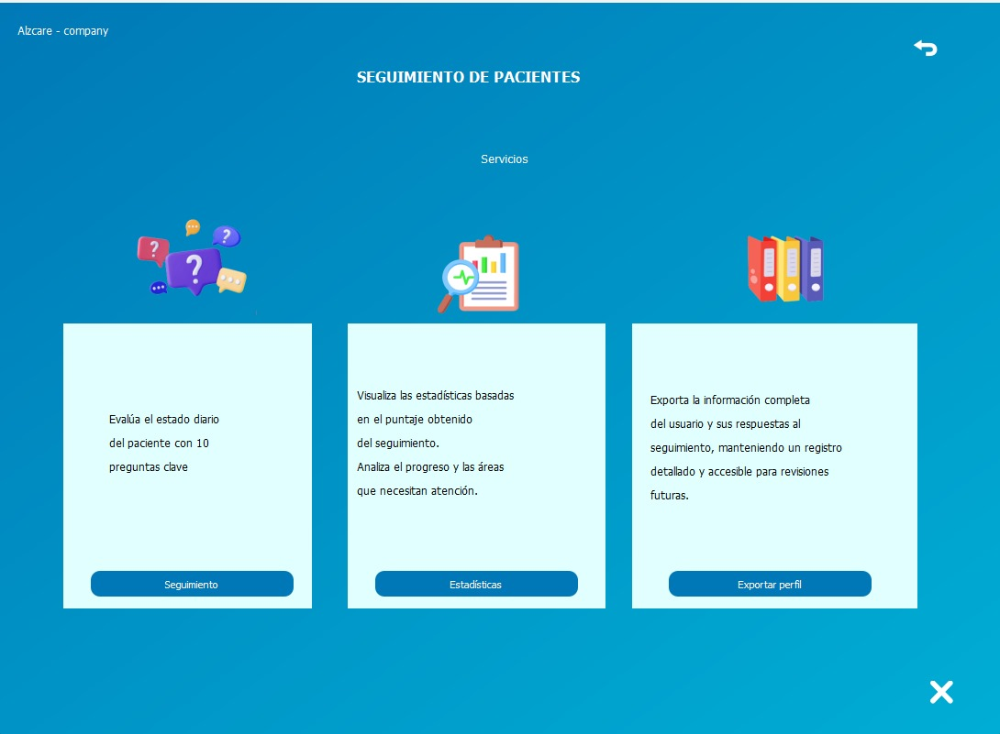 Alzcare - company
SEGUIMIENTO DE PACIENTES
Servicios
? ?
?
Evalúa el estado diario
del paciente con 10
preguntas clave
Seguimiento
Visualiza las estadísticas basadas
en el puntaje obtenido
del seguimiento.
Analiza el progreso y las áreas
que necesitan atención.
Estadísticas
Exporta la información completa
del usuario y sus respuestas al
seguimiento, manteniendo un registro
detallado y accesible para revisiones
futuras.
Exportar perfil